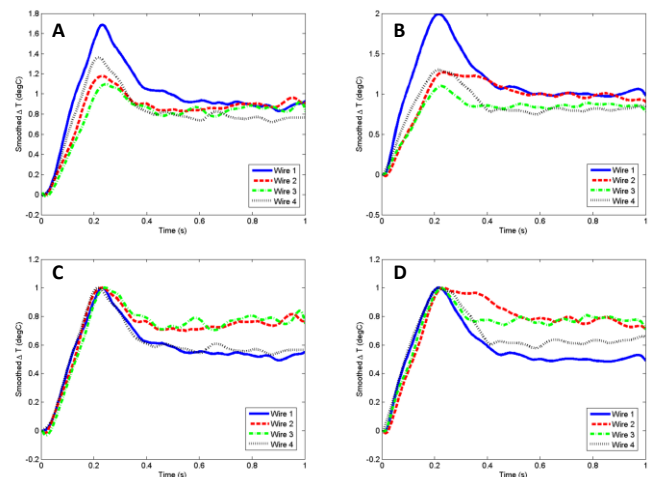 A
1.8
1.6
1.4
1.2
1
0.8
0.6
0.4
0.2
0
-0.2
Smoothed Δ T (degC)
0 0.2 0.4 0.6 0.8 1
Time (s)
Wire 1
Wire 2
Wire 3
Wire 4
B
2
1.5
1
0.5
0
-0.5
Smoothed Δ T (degC)
0 0.2 0.4 0.6 0.8 1
Time (s)
Wire 1
Wire 2
Wire 3
Wire 4
C
1.2
1
0.8
0.6
0.4
0.2
0
-0.2
Smoothed Δ T (degC)
0 0.2 0.4 0.6 0.8 1
Time (s)
Wire 1
Wire 2
Wire 3
Wire 4
D
1.2
1
0.8
0.6
0.4
0.2
0
-0.2
Smoothed Δ T (degC)
0 0.2 0.4 0.6 0.8 1
Time (s)
Wire 1
Wire 2
Wire 3
Wire 4